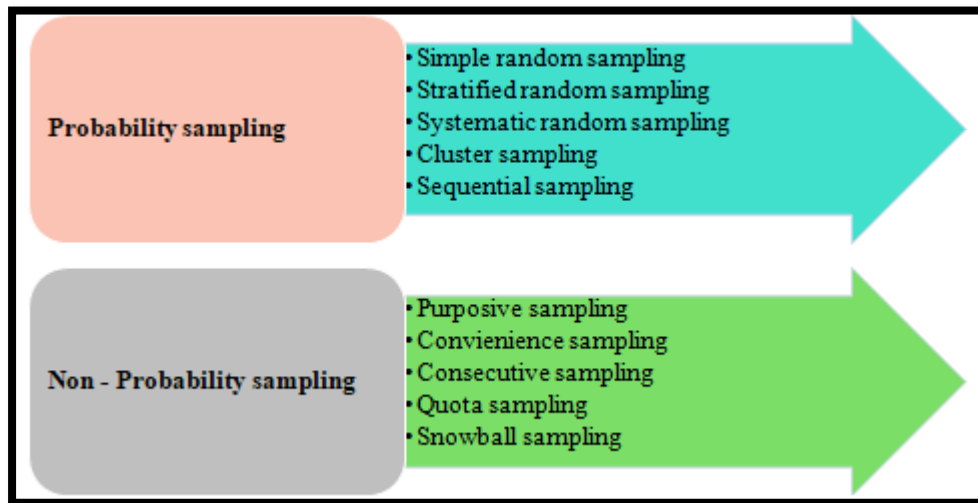 Probability sampling
• Simple random sampling
• Stratified random sampling
• Systematic random sampling
• Cluster sampling
• Sequential sampling
Non - Probability sampling
• Purposive sampling
• Convienience sampling
• Consecutive sampling
• Quota sampling
• Snowball sampling